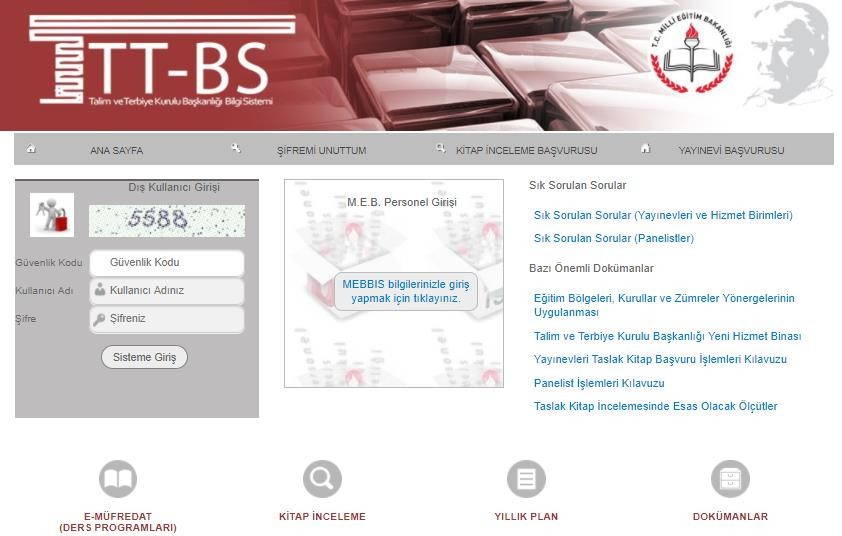 TT-BS
Talim ve Terbiye Kurulu Başkanlığı Bilgi Sistemi
T.C. MİLLİ EĞİTİM BAKANLIĞI
ANA SAYFA
ŞİFREMİ UNUTTUM
KİTAP İNCELEME BAŞVURUSU
YAYINEVİ BAŞVURUSU
Dış Kullanıcı Girişi
5588
Güvenlik Kodu
Güvenlik Kodu
Kullanıcı Adı
Kullanıcı Adınız
Şifre
Şifreniz
Sisteme Giriş
M.E.B. Personel Girişi
MEBBIS bilgilerinizle giriş
yapmak için tıklayınız.
Sık Sorulan Sorular
Sık Sorulan Sorular (Yayınevleri ve Hizmet Birimleri)
Sık Sorulan Sorular (Panelistler)
Bazı Önemli Dokümanlar
Eğitim Bölgeleri, Kurullar ve Zümreler Yönergelerinin
Uygulanması
Talim ve Terbiye Kurulu Başkanlığı Yeni Hizmet Binası
Yayınevleri Taslak Kitap Başvuru İşlemleri Kılavuzu
Panelist İşlemleri Kılavuzu
Taslak Kitap İncelemesinde Esas Olacak Ölçütler
E-MÜFREDAT
(DERS PROGRAMLARI)
KİTAP İNCELEME
YILLIK PLAN
DOKÜMANLAR